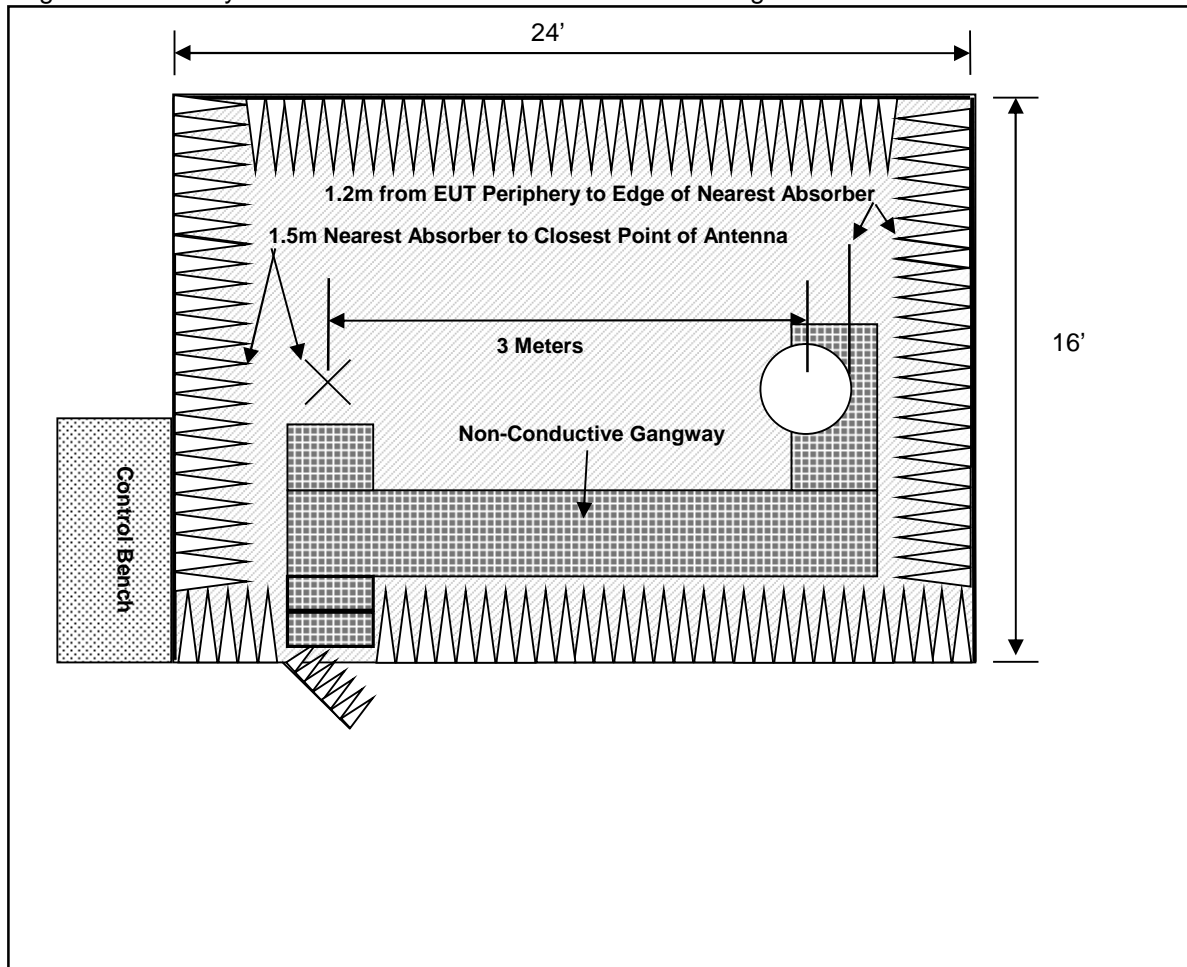 24’
1.2m from EUT Periphery to Edge of Nearest Absorber
1.5m Nearest Absorber to Closest Point of Antenna
3 Meters
16’
Non-Conductive Gangway
Control Bench